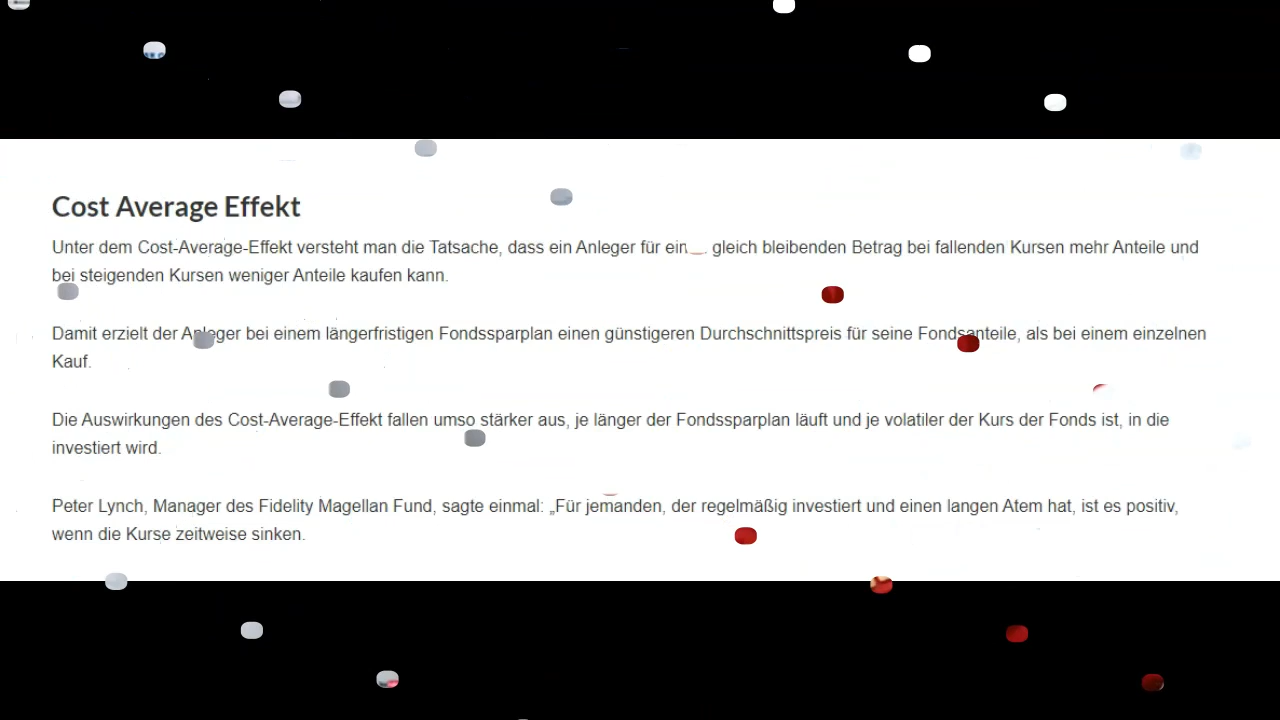 Cost Average Effekt
Unter dem Cost-Average-Effekt versteht man die Tatsache, dass ein Anleger für gleich bleibenden Betrag bei fallenden Kursen mehr Anteile und
bei steigenden Kursen weniger Anteile kaufen kann.
Damit erzielt der Anleger bei einem längerfristigen Fondssparplan einen günstigeren Durchschnittspreis für seine Fondsanteile, als bei einem einzelnen
Kauf.
Die Auswirkungen des Cost-Average-Effekt fallen umso stärker aus, je länger der Fondssparplan läuft und je volatiler der Kurs der Fonds ist, in die
investiert wird.
Peter Lynch, Manager des Fidelity Magellan Fund, sagte einmal: „Für jemanden, der regelmäßig investiert und einen langen Atem hat, ist es positiv,
wenn die Kurse zeitweise sinken.